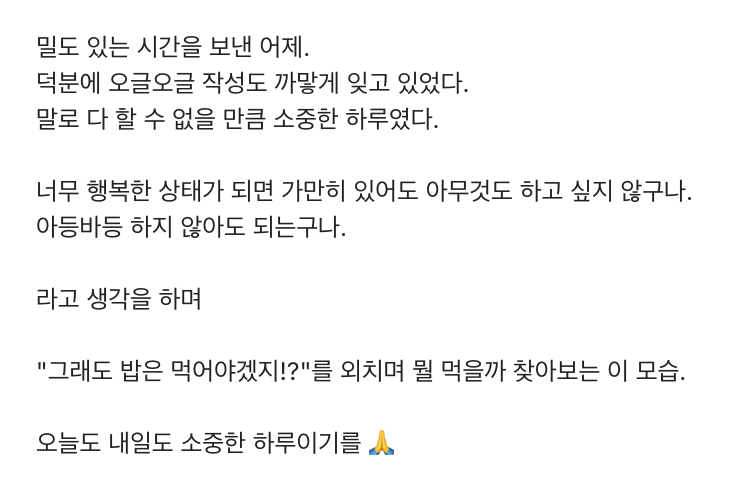 밀도 있는 시간을 보낸 어제.
덕분에 오글오글 작성도 까맣게 잊고 있었다.
말로 다 할 수 없을 만큼 소중한 하루였다.
너무 행복한 상태가 되면 가만히 있어도 아무것도 하고 싶지 않구나.
아등바등 하지 않아도 되는구나.
라고 생각을 하며
"그래도 밥은 먹어야겠지!?"를 외치며 뭘 먹을까 찾아보는 이 모습.
오늘도 내일도 소중한 하루이기를 🙏